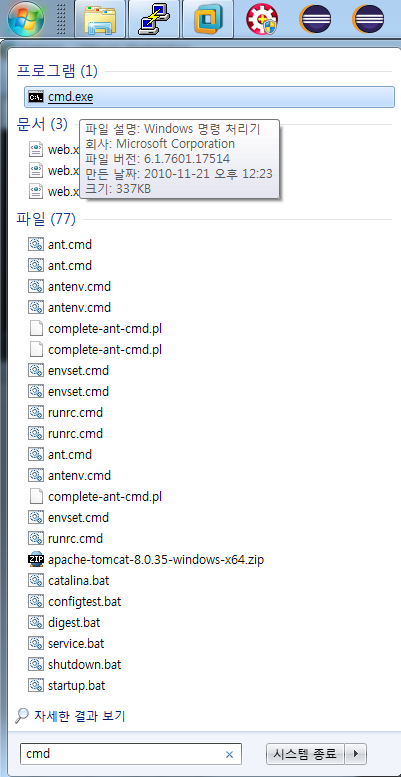 프로그램 (1)
cmd.exe
문서 (3)
파일 설명: Windows 명령 처리기
회사: Microsoft Corporation
파일 버전: 6.1.7601.17514
만든 날짜: 2010-11-21 오후 12:23
크기: 337KB
web.x
web.x
web.x
파일 (77)
ant.cmd
ant.cmd
antenv.cmd
antenv.cmd
complete-ant-cmd.pl
complete-ant-cmd.pl
envset.cmd
envset.cmd
runrc.cmd
runrc.cmd
ant.cmd
antenv.cmd
complete-ant-cmd.pl
envset.cmd
runrc.cmd
ZIP apache-tomcat-8.0.35-windows-x64.zip
catalina.bat
configtest.bat
digest.bat
service.bat
shutdown.bat
startup.bat
자세한 결과 보기
cmd
시스템 종료